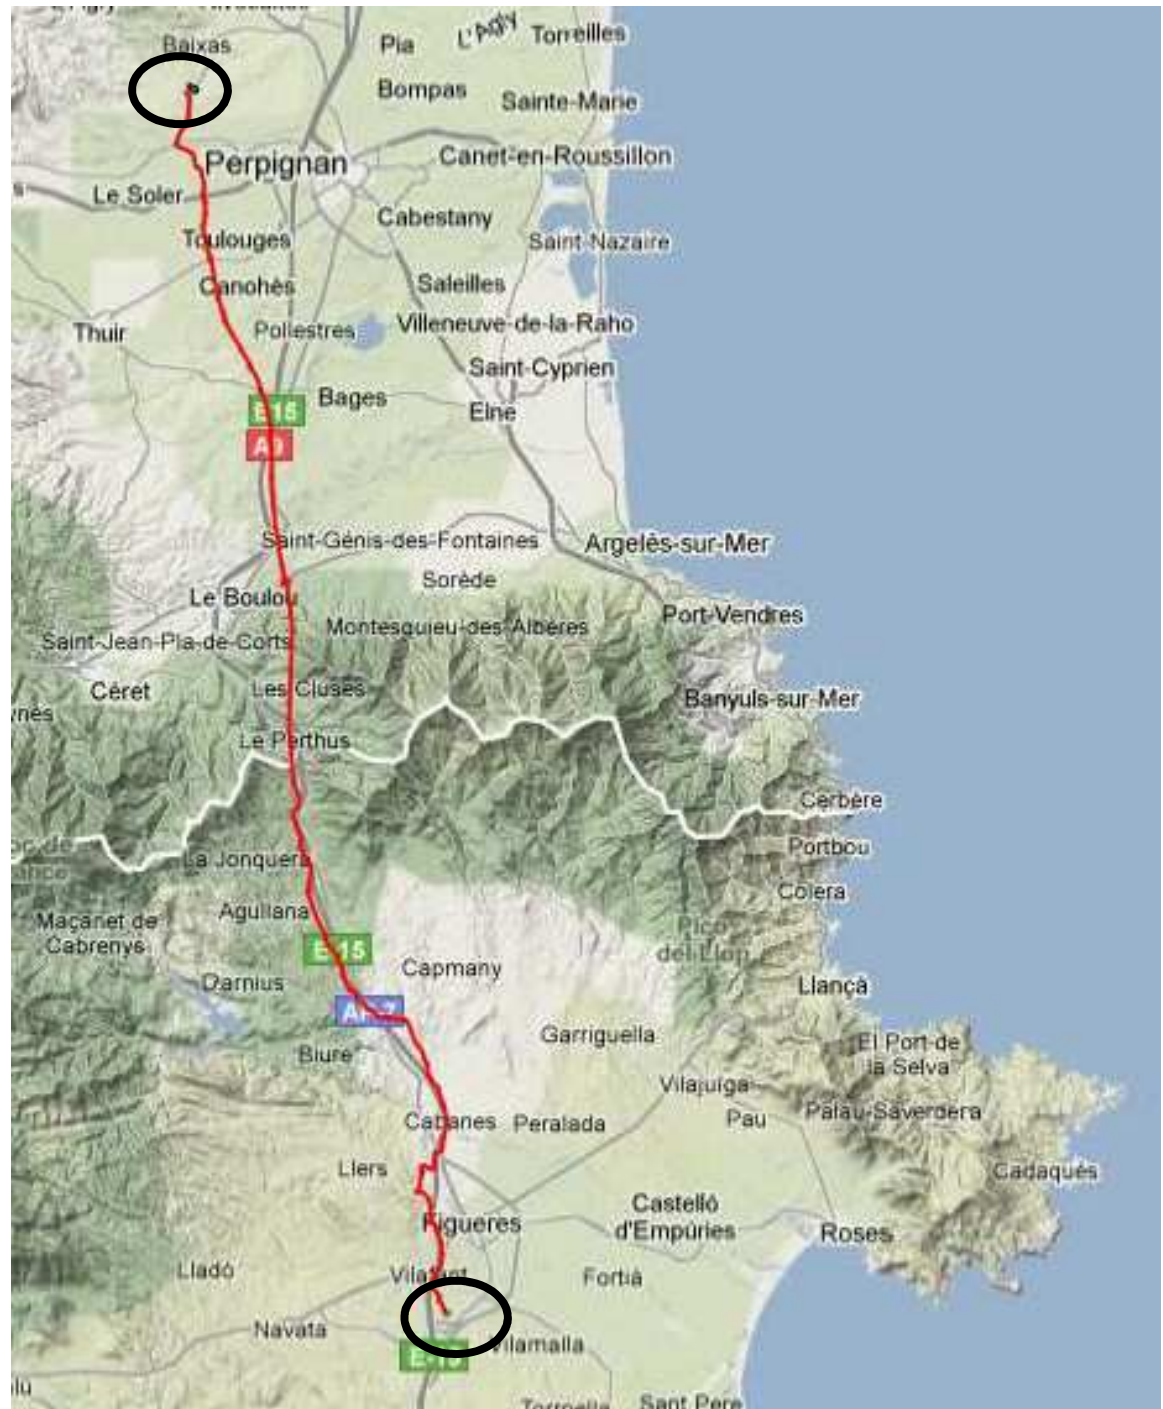 Baixas
Pia
L'Agly
Torreilles
Bompas
Sainte-Marie
Perpignan
Canet-en-Roussillon
Le Soler
Cabestany
Toulouges
Saint-Nazaire
Canohès
Saleilles
Thuir
Pollestres
Villeneuve-de-la-Raho
Saint-Cyprien
Bages
Elne
E15
A9
Saint-Génis-des-Fontaines
Argelès-sur-Mer
Sorède
Le Boulou
Port-Vendres
Montesquieu-des-Albères
Saint-Jean-Pla-de-Corts
Céret
Les Cluses
Banyuls-sur-Mer
Le Perthus
Cerbère
Portbou
La Jonquera
Colera
Agullana
Maçanet de
Cabrenys
Pico
del Llop
E-15
Capmany
Darnius
Llançà
Garriguella
El Port de
la Selva
Biure
Vilajuïga
Palau-Saverdera
Cabanes
Peralada
Pau
Llers
Cadaqués
Castelló
d'Empúries
Figueres
Roses
Lladó
Vilafant
Fortià
Navata
Vilamalla
E-15
Sant Pere